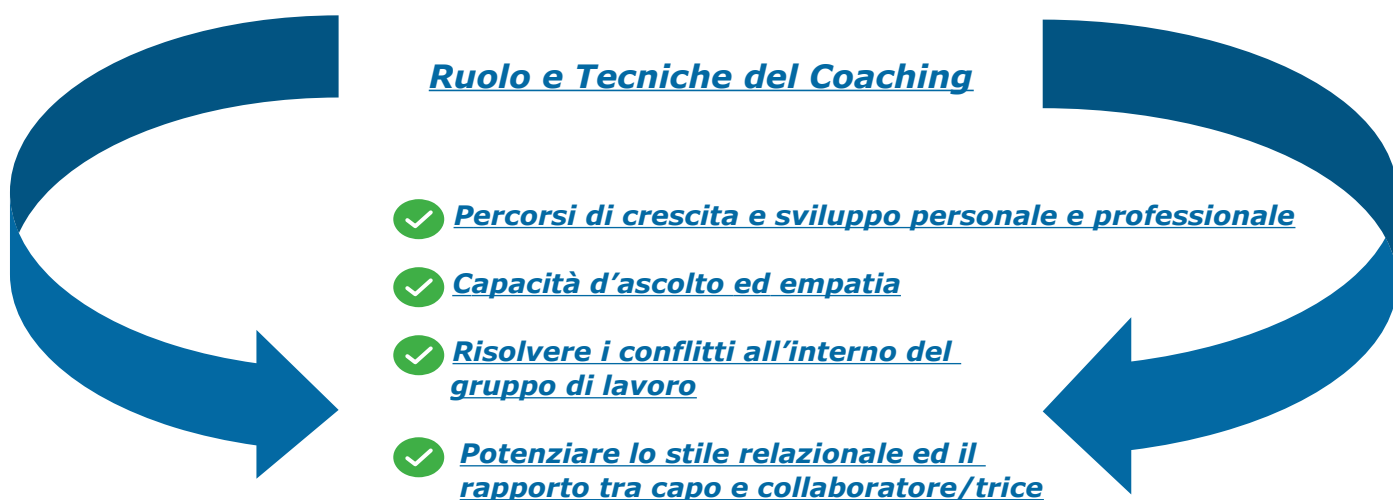 Ruolo e Tecniche del Coaching
Percorsi di crescita e sviluppo personale e professionale
Capacità d’ascolto ed empatia
Risolvere i conflitti all’interno del
gruppo di lavoro
Potenziare lo stile relazionale ed il
rapporto tra capo e collaboratore/trice